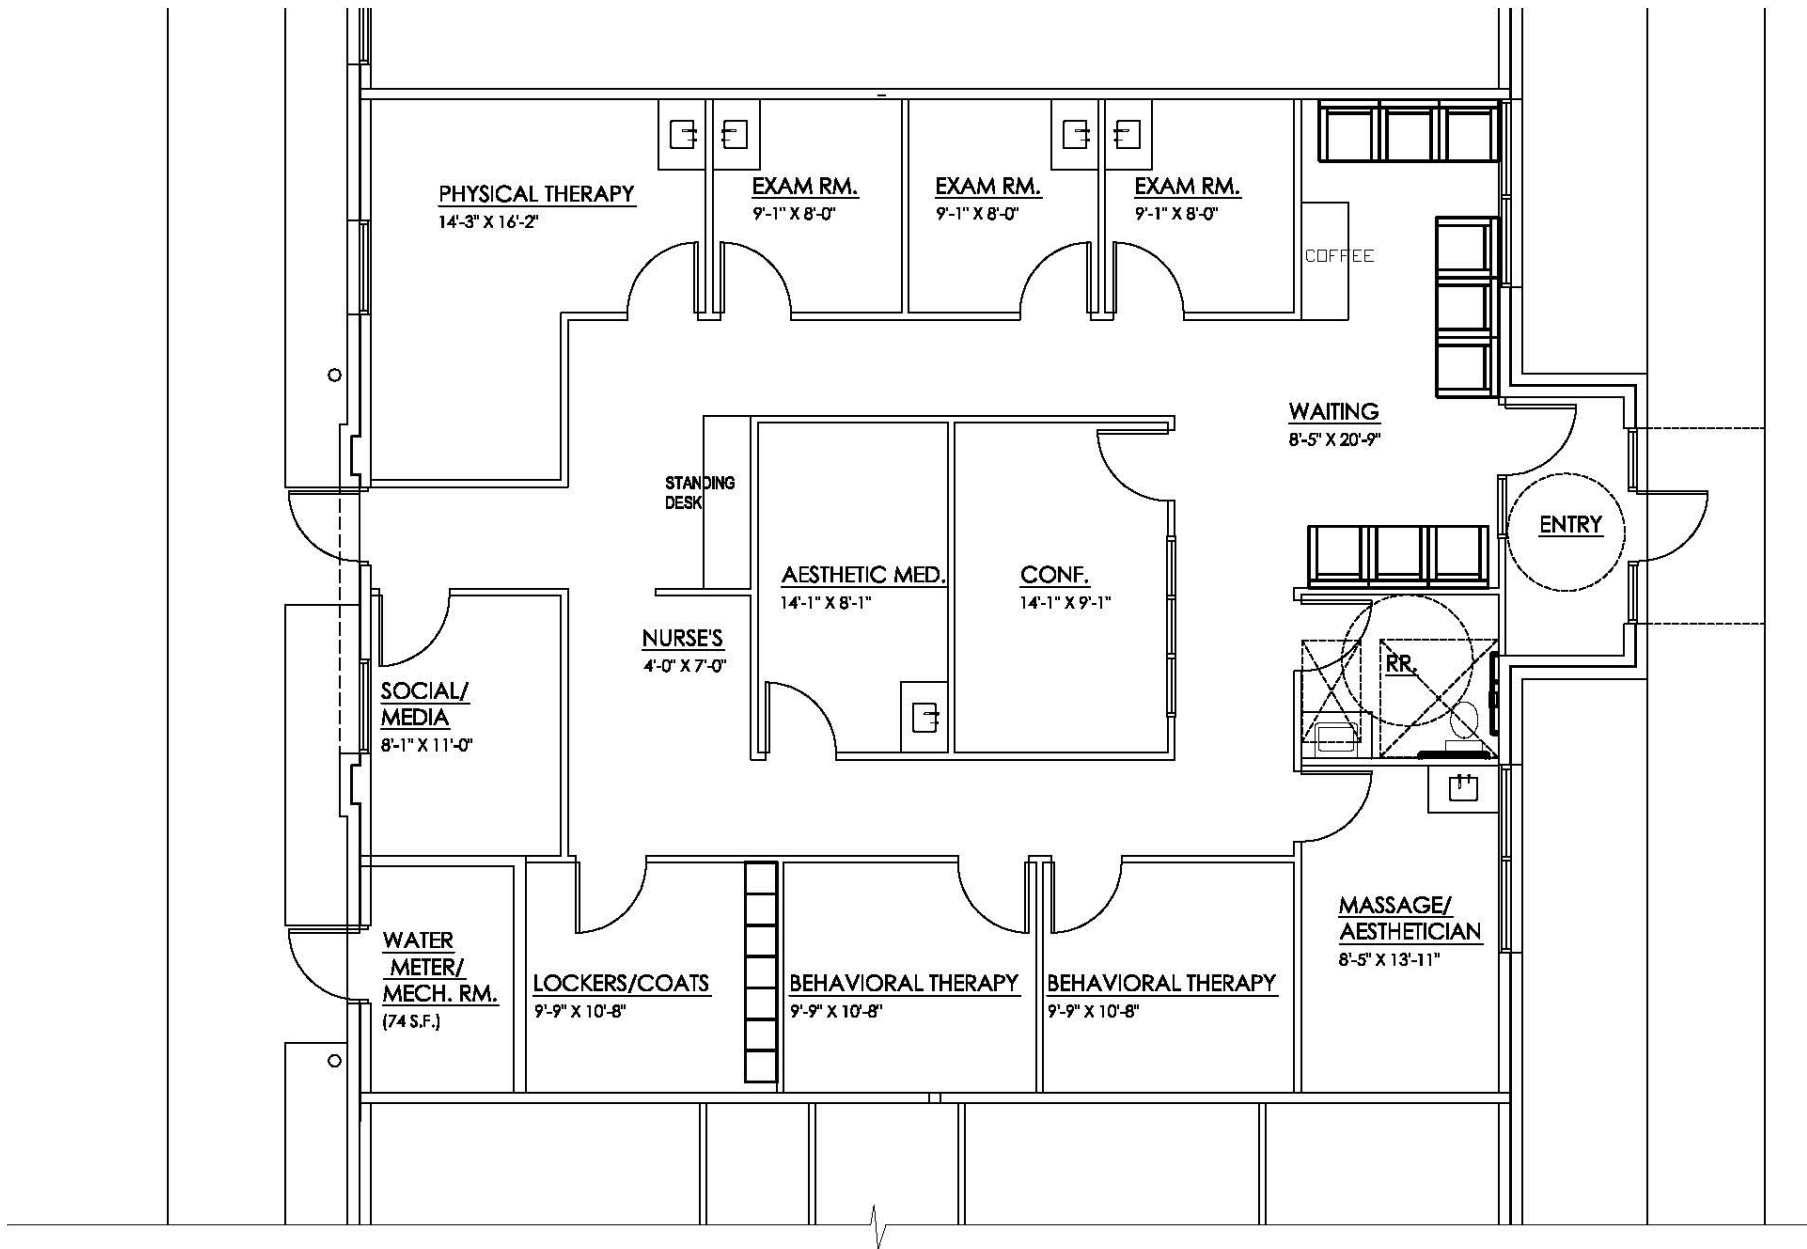 PHYSICAL THERAPY
14'-3" X 16'-2"
EXAM RM.
9'-1" X 8'-0"
EXAM RM.
9'-1" X 8'-0"
EXAM RM.
9'-1" X 8'-0"
COFFEE
WAITING
8'-5" X 20'-9"
STANDING
DESK
ENTRY
AESTHETIC MED.
14'-1" X 8'-1"
CONF.
14'-1" X 9'-1"
NURSE'S
4'-0" X 7'-0"
RR.
SOCIAL/
MEDIA
8'-1" X 11'-0"
MASSAGE/
AESTHETICIAN
8'-5" X 13'-11"
WATER
METER/
MECH. RM.
(74 S.F.)
LOCKERS/COATS
9'-9" X 10'-8"
BEHAVIORAL THERAPY
9'-9" X 10'-8"
BEHAVIORAL THERAPY
9'-9" X 10'-8"